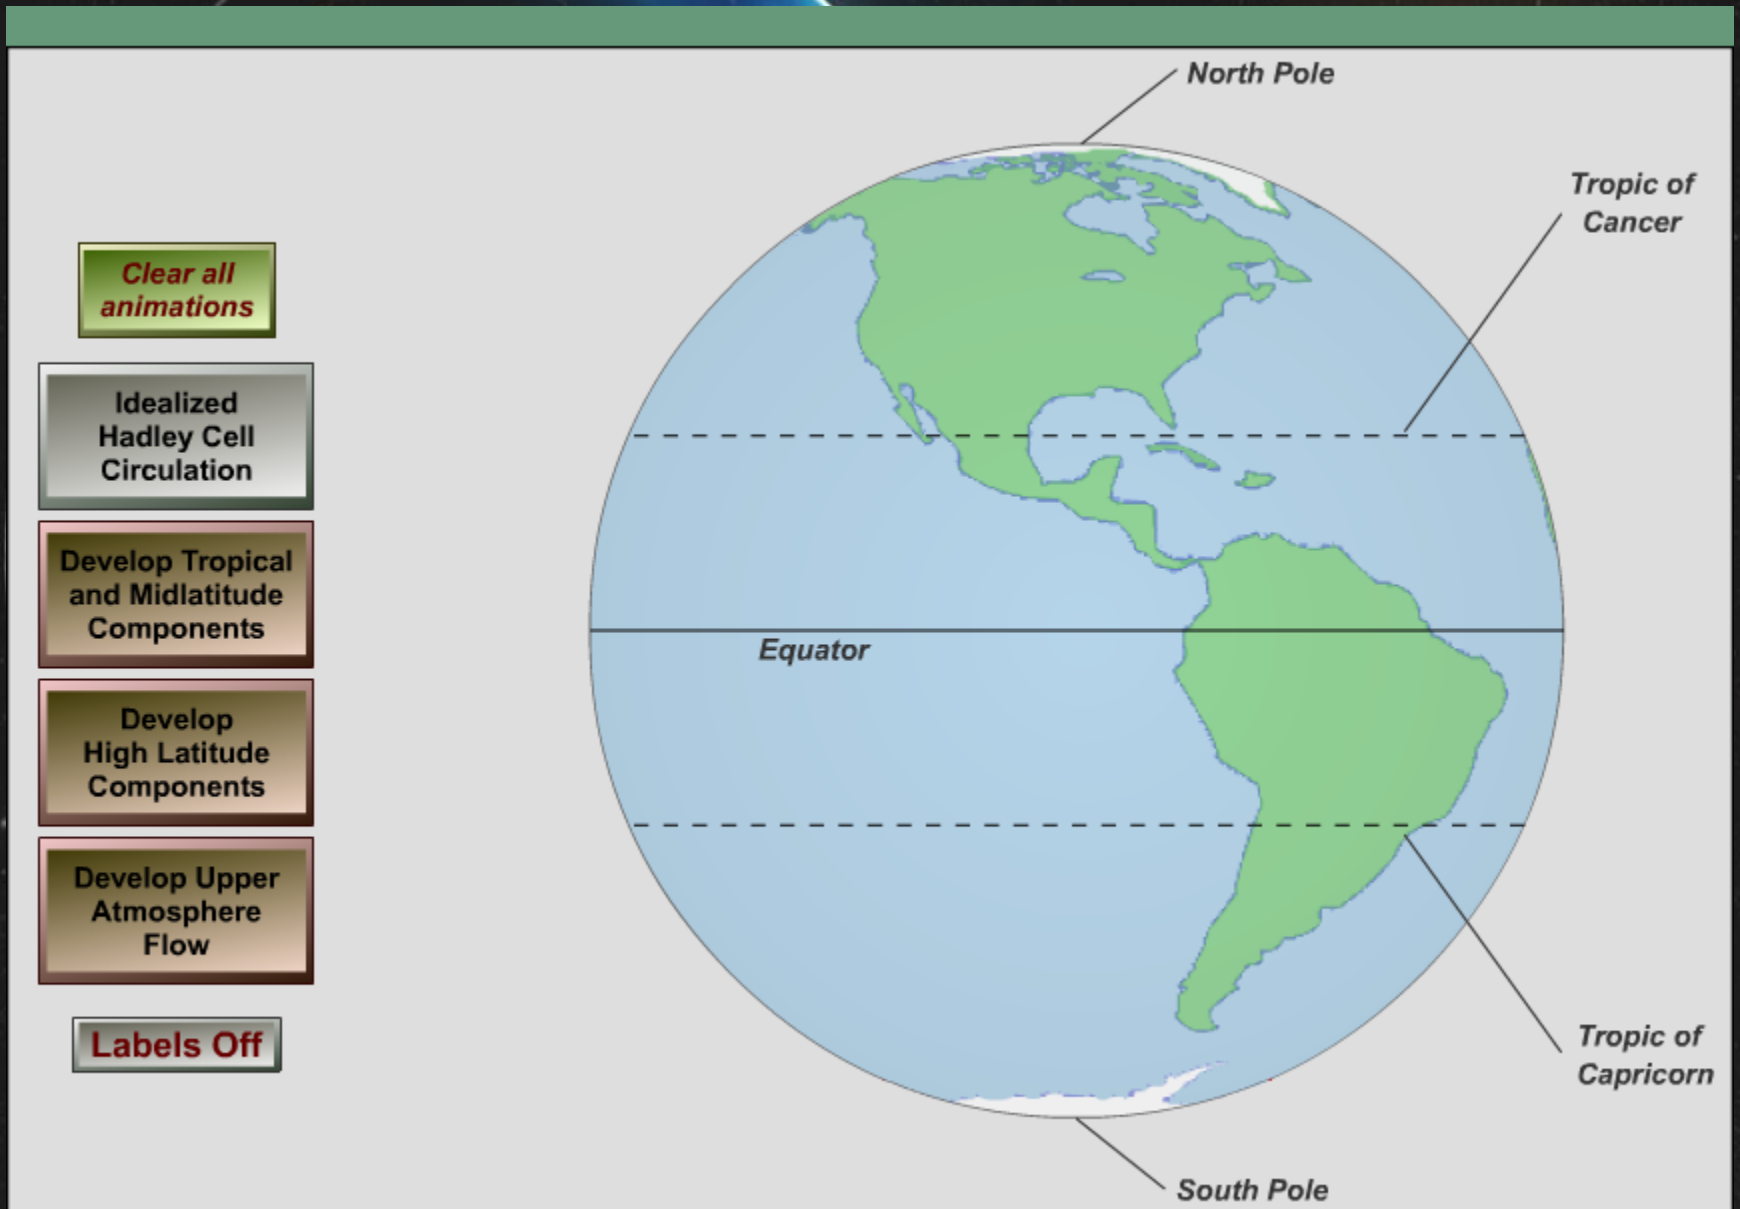 North Pole
Tropic of
Cancer
Clear all
animations
Idealized
Hadley Cell
Circulation
Develop Tropical
and Midlatitude
Components
Equator
Develop
High Latitude
Components
Develop Upper
Atmosphere
Flow
Labels Off
Tropic of
Capricorn
South Pole